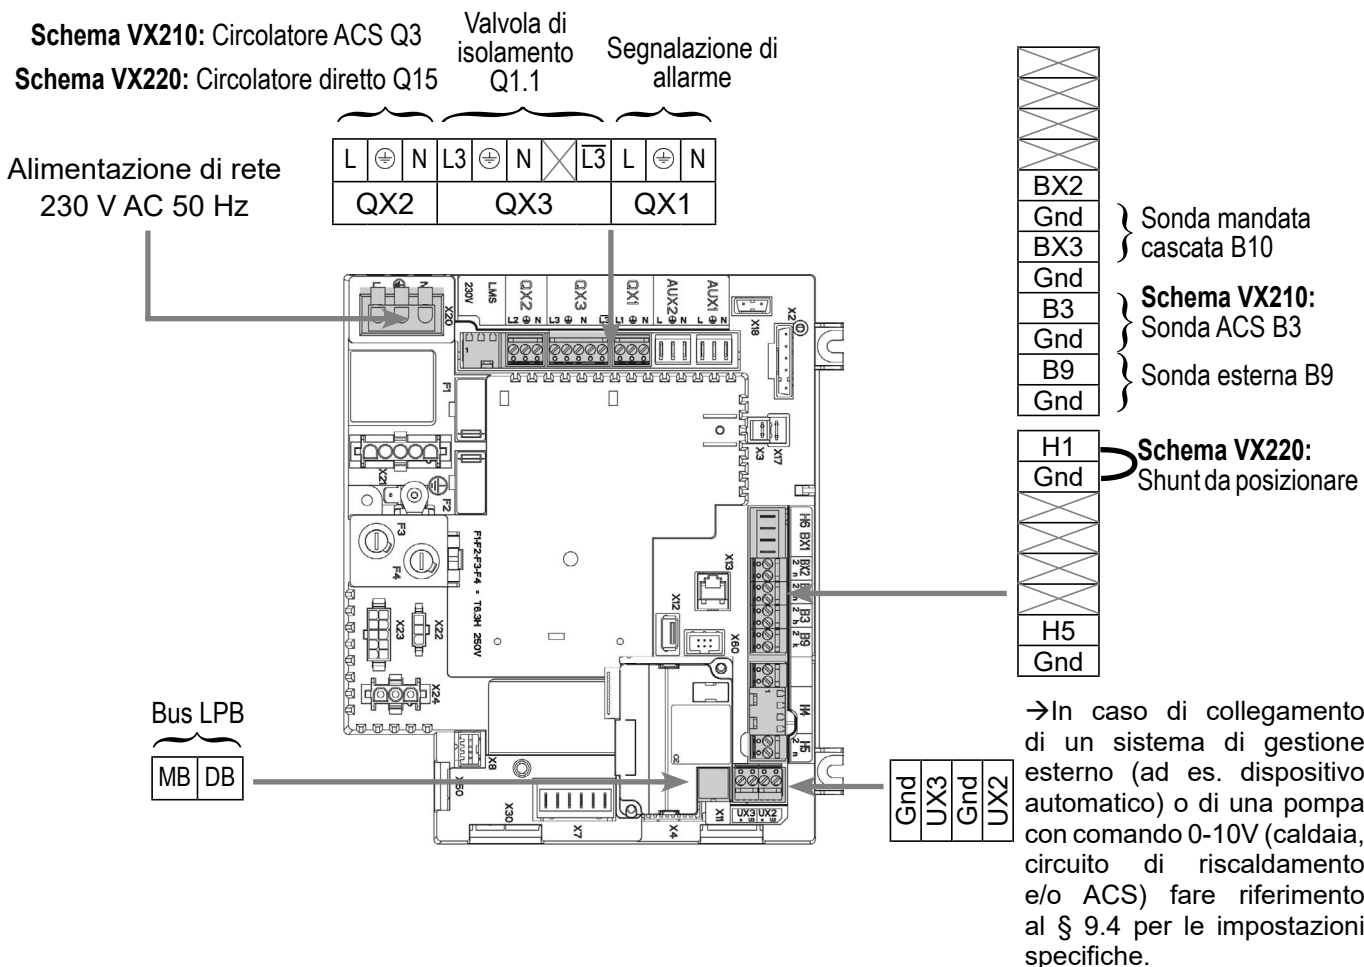 Schema VX210: Circolatore ACS Q3
Schema VX220: Circolatore diretto Q15
Valvola di
isolamento
Q1.1
Segnalazione di
allarme
L N L3 N L3 L N
QX2 QX3 QX1
Alimentazione di rete
230 V AC 50 Hz
BX2
Gnd
BX3
Gnd
B3
Gnd
B9
Gnd
Sonda mandata
cascata B10
Schema VX210:
Sonda ACS B3
Sonda esterna B9
H1
Gnd
H5
Gnd
Schema VX220:
Shunt da posizionare
L N
X20
230V
LMS
QX2
QX3
QX1
AUX2
AUX1
L2 N L3 N L3 L1 N L N L N
X18
X2
F1
F2
X21
X3
X17
F3
F4
F1-F2-F3-F4 = T6.3H 250V
H6 BX1
BX2
B3
B9
H4
H5
X13
X12
X60
X23
X22
X24
X8
X50
X30
X7
X4
X11
UX3 UX2
Bus LPB
MB DB
Gnd
UX3
Gnd
UX2
→In caso di collegamento
di un sistema di gestione
esterno (ad es. dispositivo
automatico) o di una pompa
con comando 0-10V (caldaia,
circuito di riscaldamento
e/o ACS) fare riferimento
al § 9.4 per le impostazioni
specifiche.